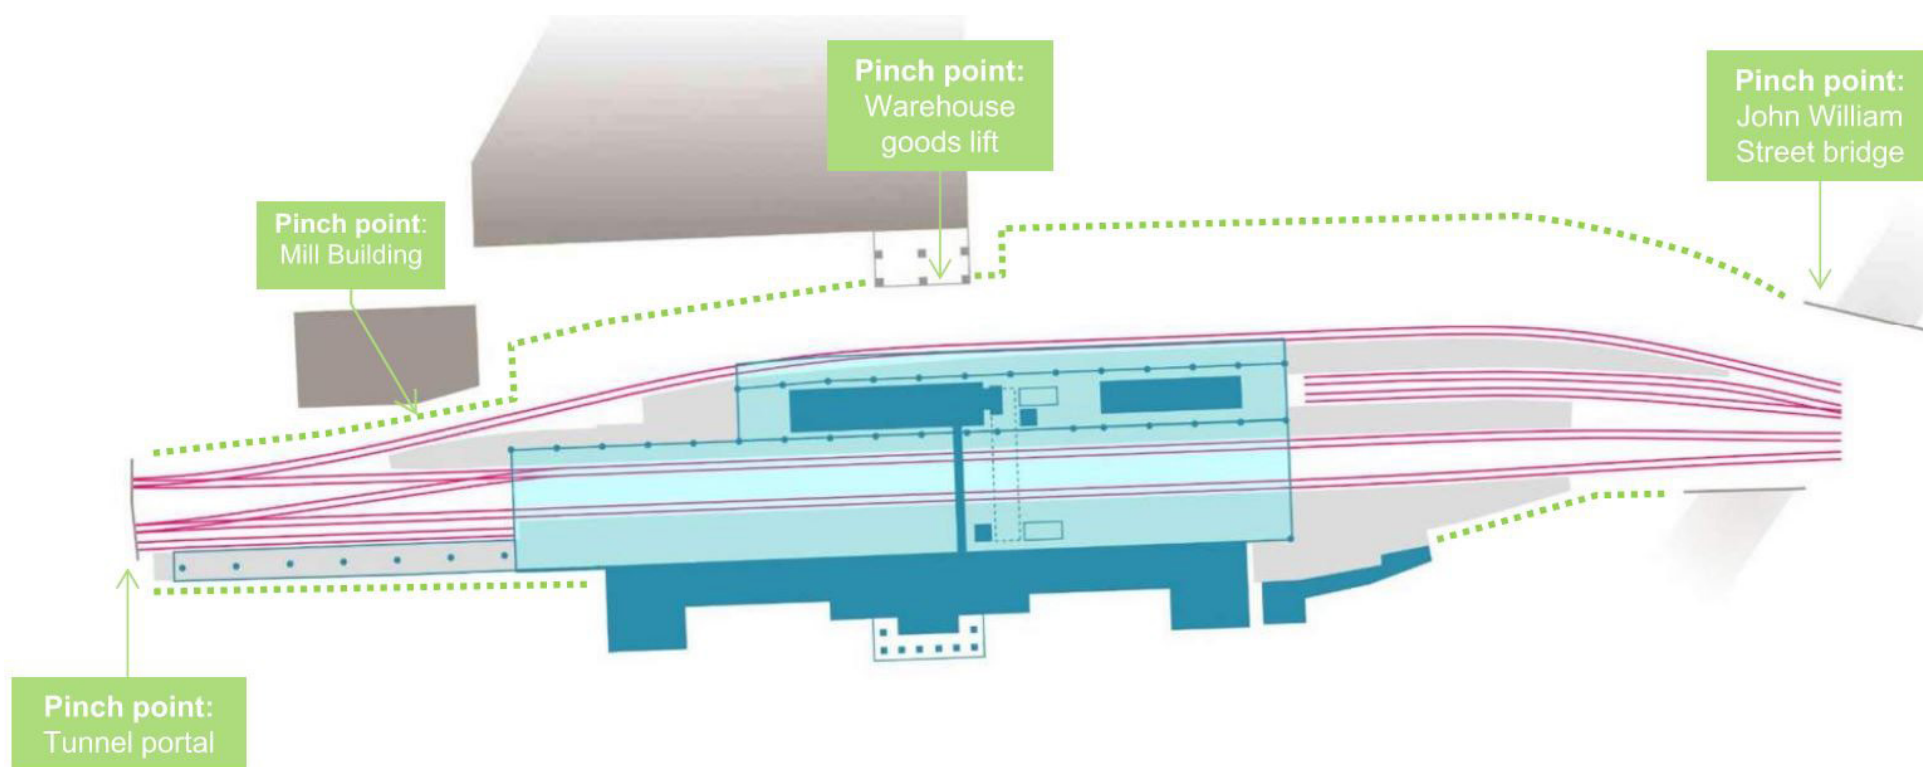 Pinch point:
Warehouse
goods lift
Pinch point:
John William
Street bridge
Pinch point:
Mill Building
Pinch point:
Tunnel portal